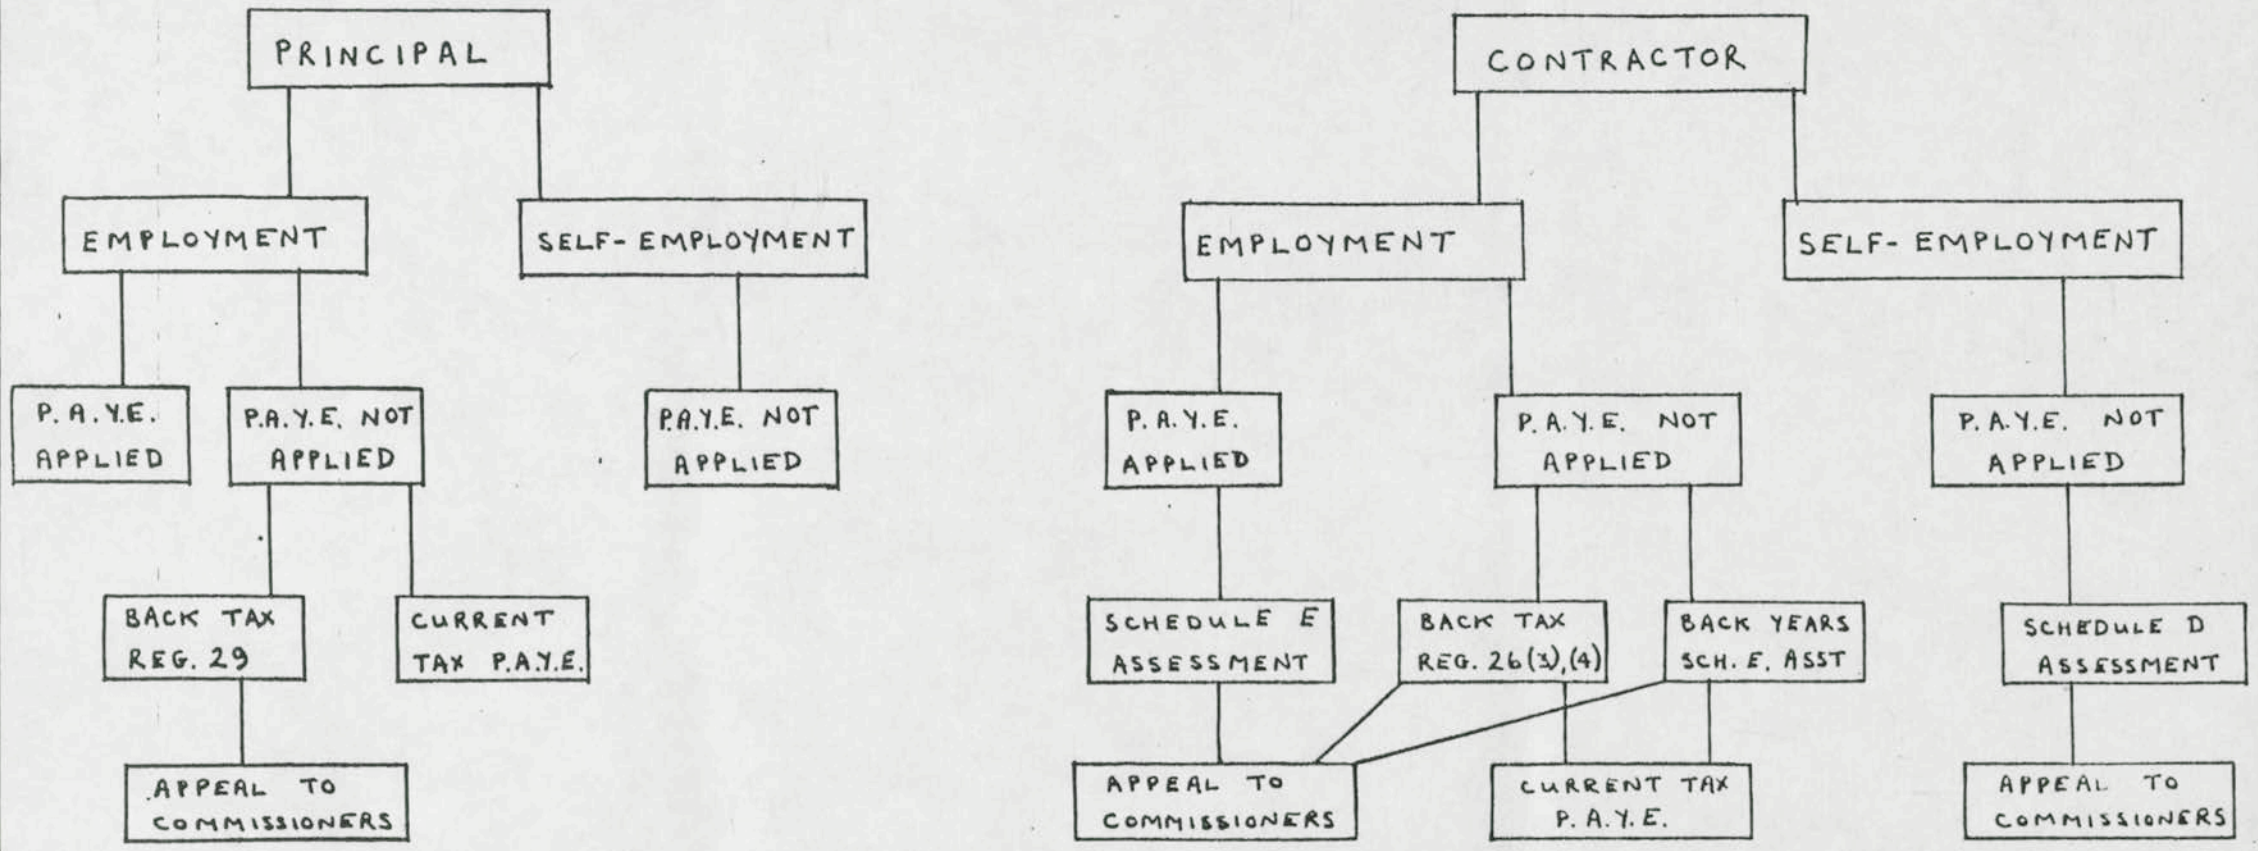 PRINCIPAL
CONTRACTOR
EMPLOYMENT
SELF-EMPLOYMENT
EMPLOYMENT
SELF-EMPLOYMENT
P.A.Y.E.
APPLIED
P.A.Y.E. NOT
APPLIED
P.A.Y.E. NOT
APPLIED
P.A.Y.E.
APPLIED
P.A.Y.E. NOT
APPLIED
P.A.Y.E. NOT
APPLIED
BACK TAX
REG. 29
CURRENT
TAX P.A.Y.E.
SCHEDULE E
ASSESSMENT
BACK TAX
REG. 26(3),(4)
BACK YEARS
SCH. E. ASST
SCHEDULE D
ASSESSMENT
APPEAL TO
COMMISSIONERS
APPEAL TO
COMMISSIONERS
CURRENT TAX
P.A.Y.E.
APPEAL TO
COMMISSIONERS